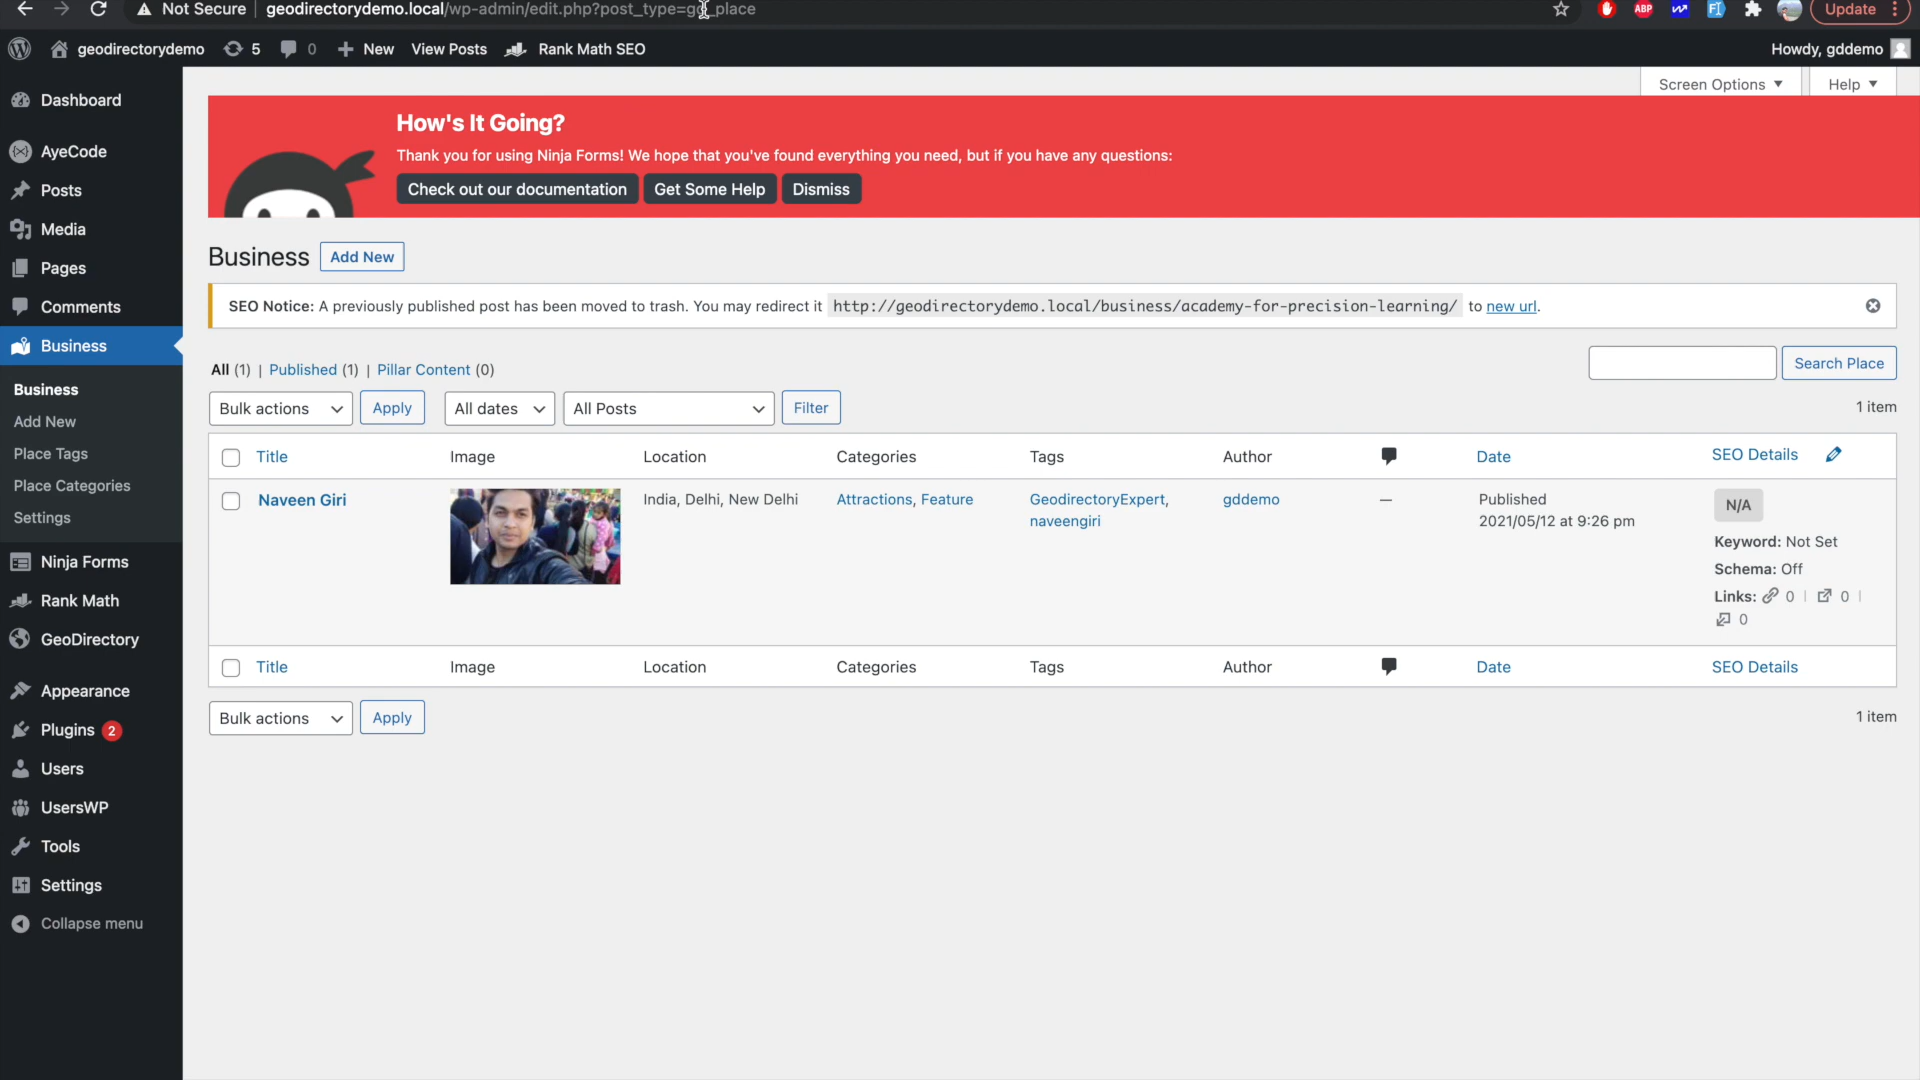 Not Secure geodirectorydemo.local/wp-admin/edit.php?post_type=gd_place ABP Update
geodirectorydemo 5 0 New View Posts Rank Math SEO Howdy, gddemo
Screen Options Help
Dashboard
AyeCode
Posts
Media
Pages
Comments
Business
Business
Add New
Place Tags
Place Categories
Settings
Ninja Forms
Rank Math
GeoDirectory
Appearance
Plugins 2
Users
UsersWP
Tools
Settings
Collapse menu
How's It Going?
Thank you for using Ninja Forms! We hope that you've found everything you need, but if you have any questions:
Check out our documentation Get Some Help Dismiss
Business Add New
SEO Notice: A previously published post has been moved to trash. You may redirect it http://geodirectorydemo.local/business/academy-for-precision-learning/ to new url.
All (1) | Published (1) | Pillar Content (0) Search Place
Bulk actions Apply All dates All Posts Filter 1 item
Title Image Location Categories Tags Author Date SEO Details
Naveen Giri India, Delhi, New Delhi Attractions, Feature GeodirectoryExpert, gddemo — Published N/A
naveengiri 2021/05/12 at 9:26 pm
Keyword: Not Set
Schema: Off
Links: 0 | 0 |
0
Title Image Location Categories Tags Author Date SEO Details
Bulk actions Apply 1 item